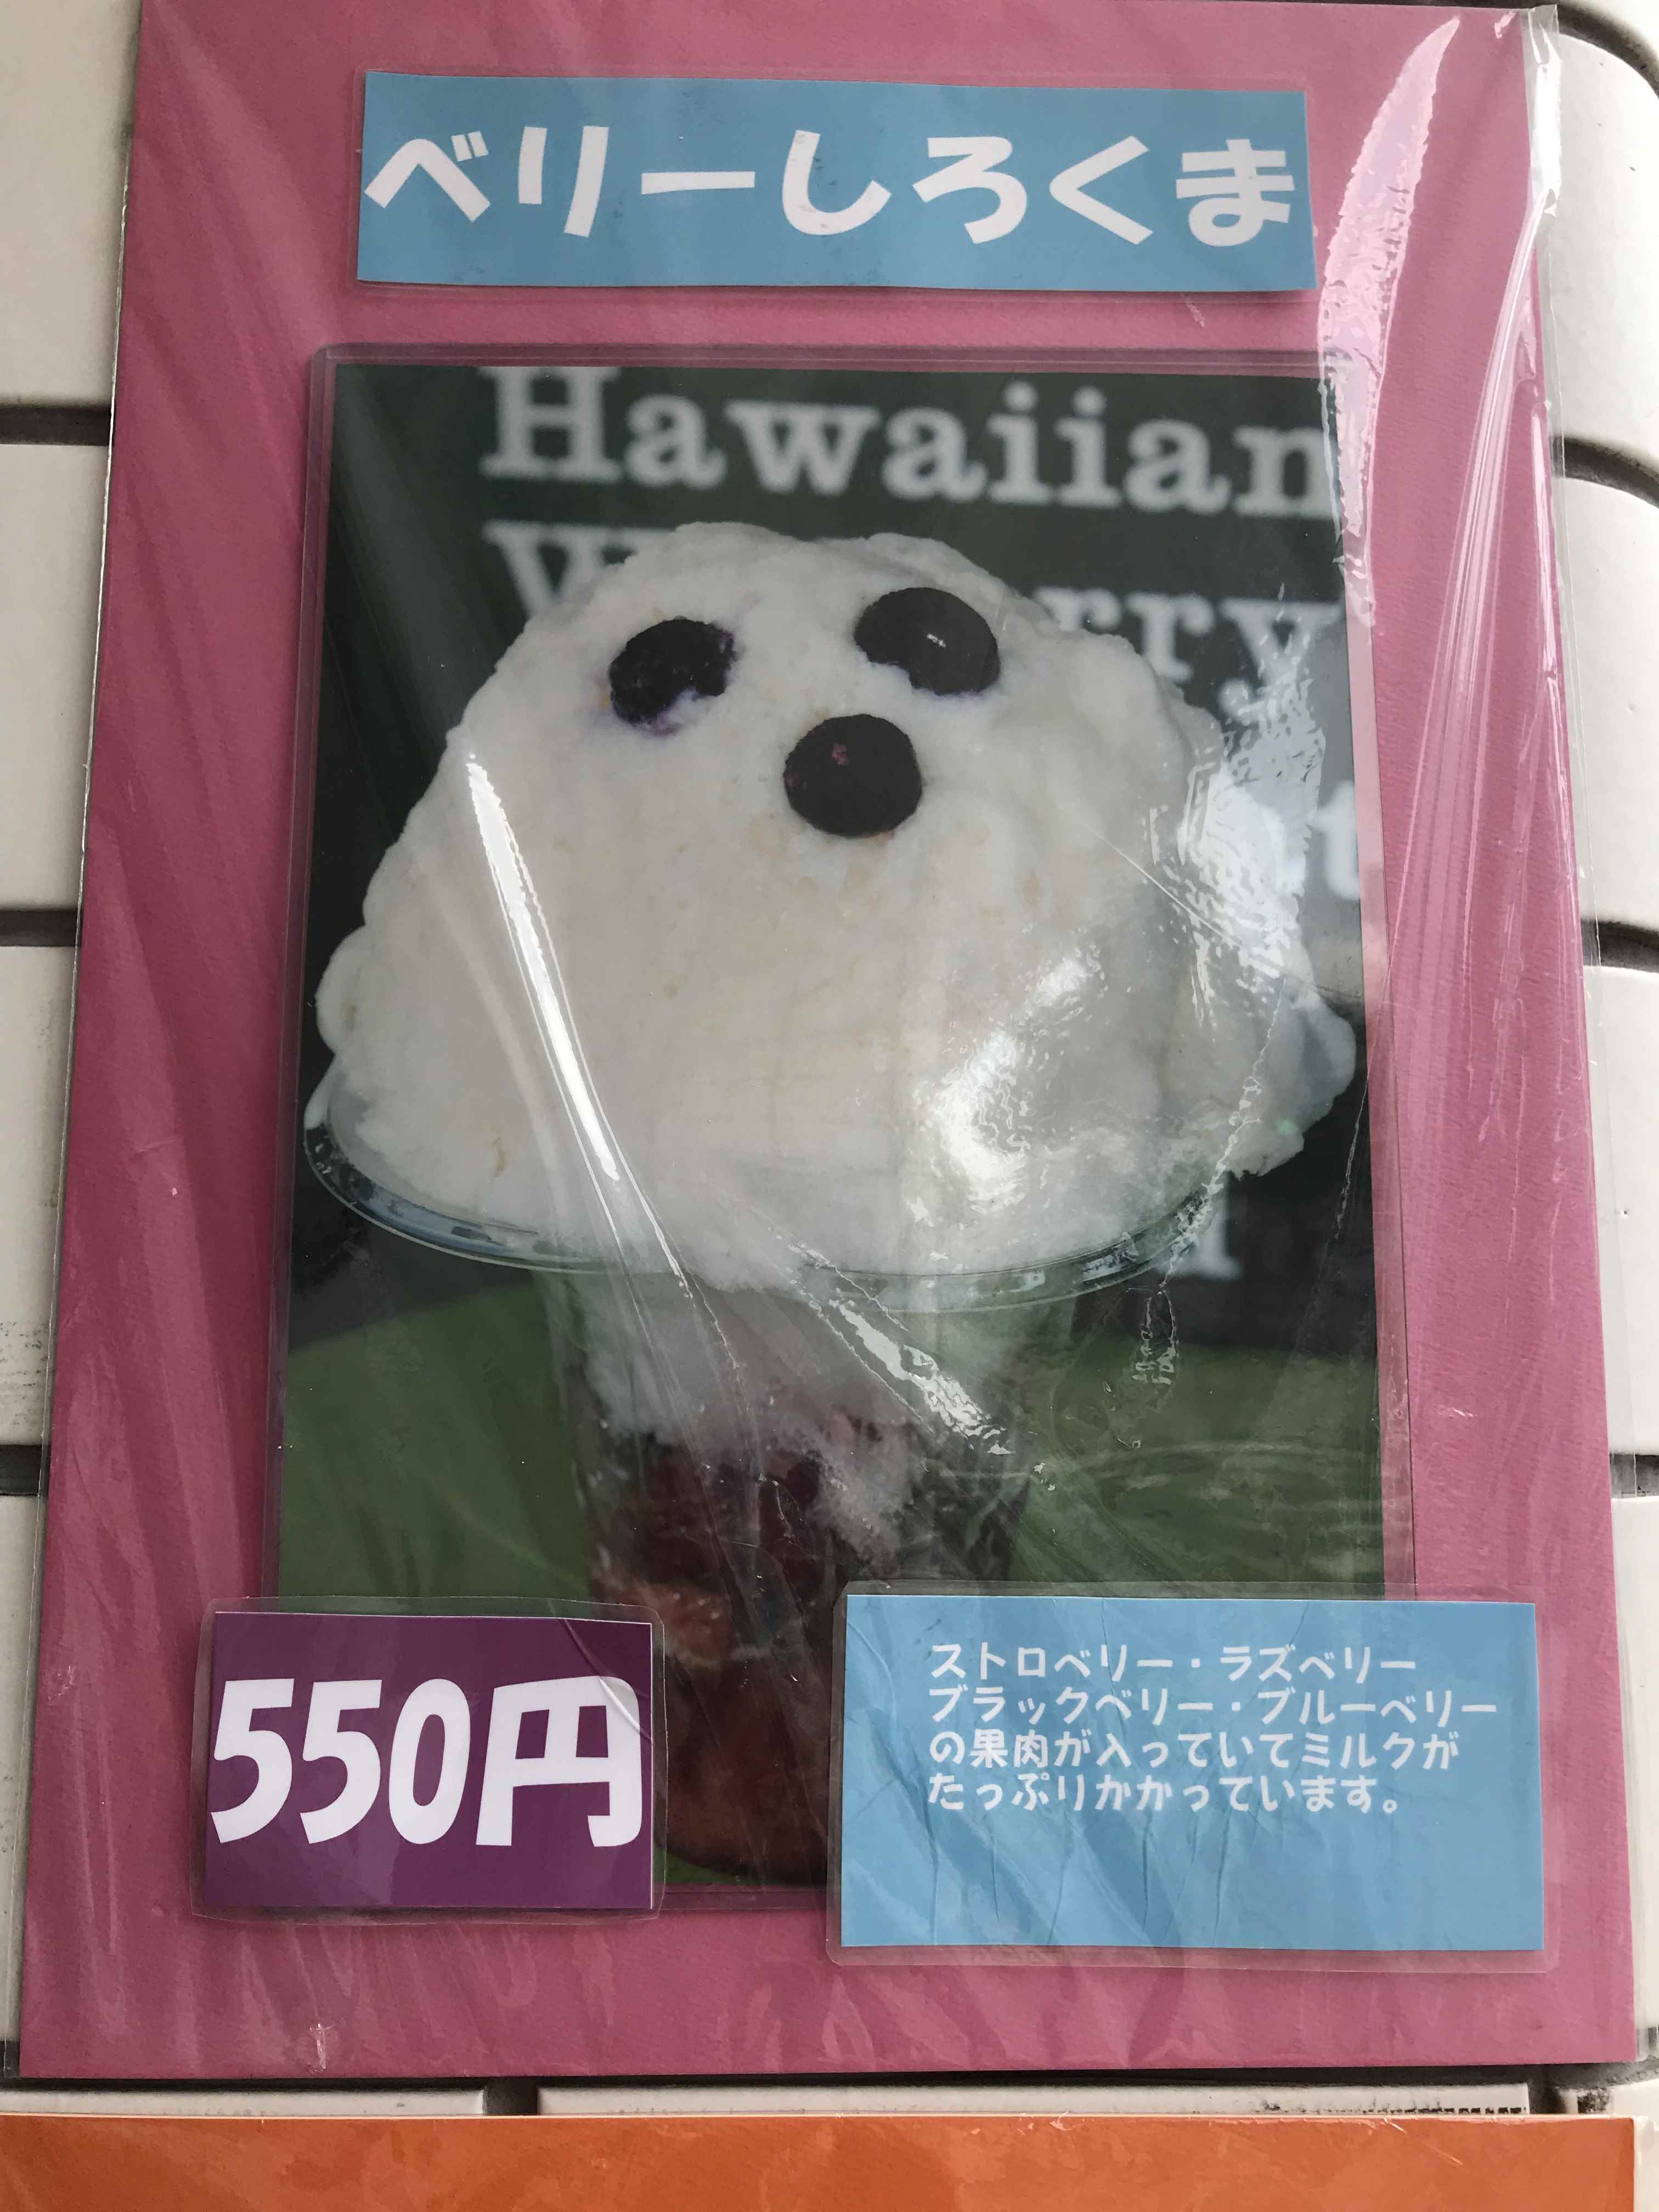 ベリーしろくま
Hawaiian
550円
ストロベリー・ラズベリー
ブラックベリー・ブルーベリー
の果肉が入っていてミルクが
たっぷりかかっています。